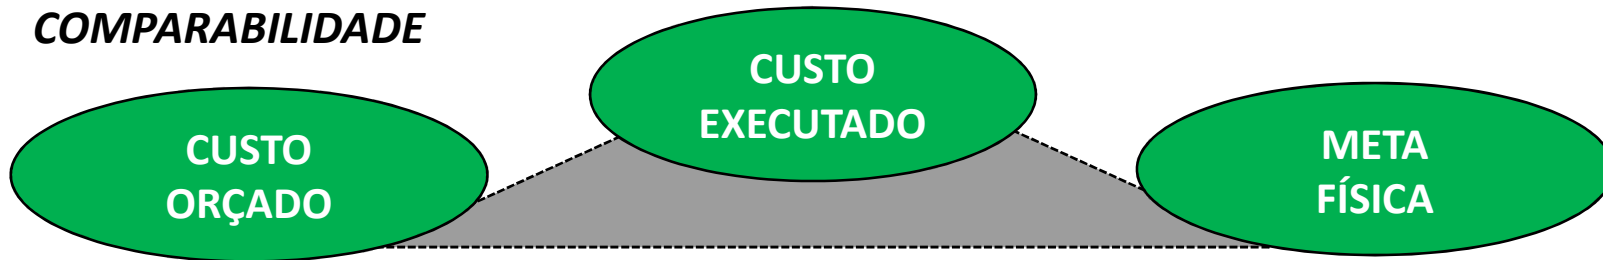 COMPARABILIDADE
CUSTO
EXECUTADO
CUSTO
ORÇADO
META
FÍSICA